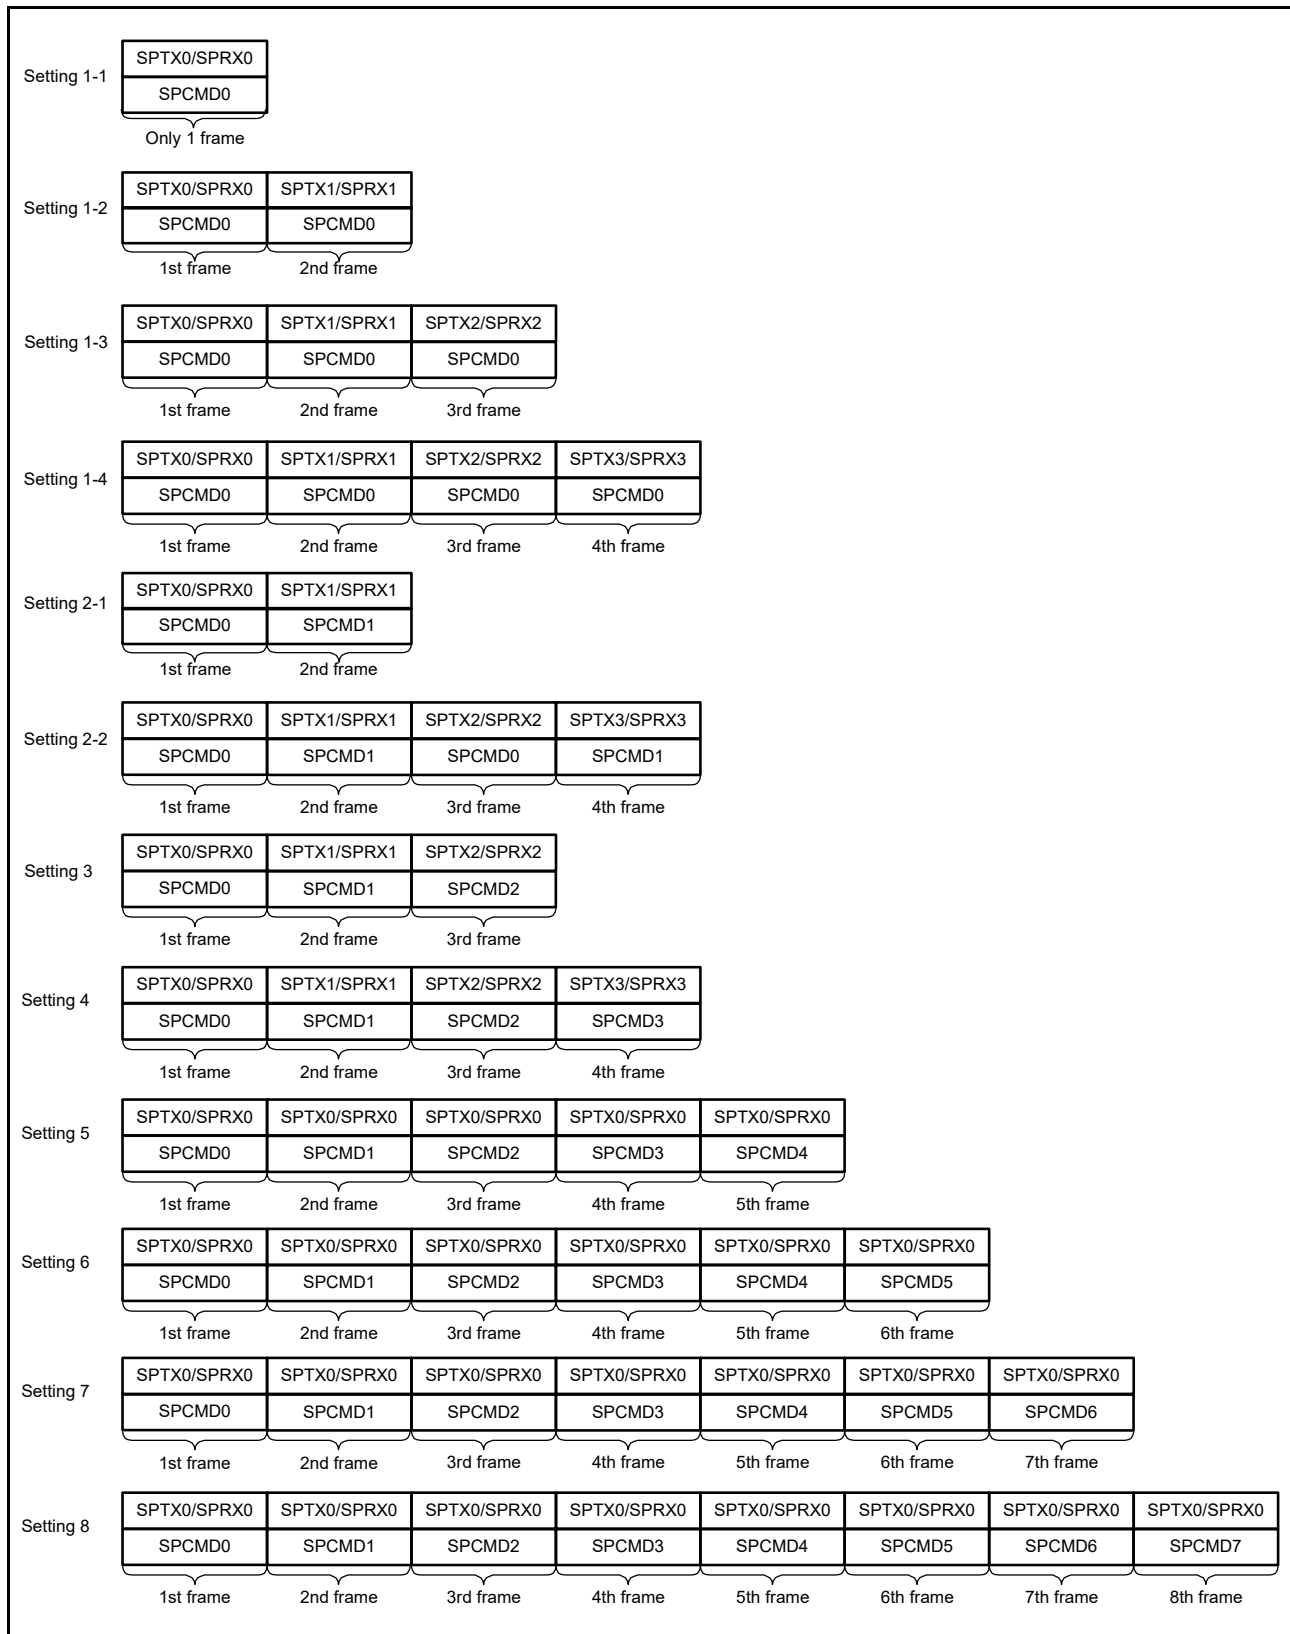 SPTX0/SPRX0
Setting 1-1
SPCMD0
Only 1 frame
SPTX0/SPRX0 SPTX1/SPRX1
Setting 1-2
SPCMD0 SPCMD0
1st frame 2nd frame
SPTX0/SPRX0 SPTX1/SPRX1 SPTX2/SPRX2
Setting 1-3
SPCMD0 SPCMD0 SPCMD0
1st frame 2nd frame 3rd frame
SPTX0/SPRX0 SPTX1/SPRX1 SPTX2/SPRX2 SPTX3/SPRX3
Setting 1-4
SPCMD0 SPCMD0 SPCMD0 SPCMD0
1st frame 2nd frame 3rd frame 4th frame
SPTX0/SPRX0 SPTX1/SPRX1
Setting 2-1
SPCMD0 SPCMD1
1st frame 2nd frame
SPTX0/SPRX0 SPTX1/SPRX1 SPTX2/SPRX2 SPTX3/SPRX3
Setting 2-2
SPCMD0 SPCMD1 SPCMD0 SPCMD1
1st frame 2nd frame 3rd frame 4th frame
SPTX0/SPRX0 SPTX1/SPRX1 SPTX2/SPRX2
Setting 3
SPCMD0 SPCMD1 SPCMD2
1st frame 2nd frame 3rd frame
SPTX0/SPRX0 SPTX1/SPRX1 SPTX2/SPRX2 SPTX3/SPRX3
Setting 4
SPCMD0 SPCMD1 SPCMD2 SPCMD3
1st frame 2nd frame 3rd frame 4th frame
SPTX0/SPRX0 SPTX0/SPRX0 SPTX0/SPRX0 SPTX0/SPRX0 SPTX0/SPRX0
Setting 5
SPCMD0 SPCMD1 SPCMD2 SPCMD3 SPCMD4
1st frame 2nd frame 3rd frame 4th frame 5th frame
SPTX0/SPRX0 SPTX0/SPRX0 SPTX0/SPRX0 SPTX0/SPRX0 SPTX0/SPRX0 SPTX0/SPRX0
Setting 6
SPCMD0 SPCMD1 SPCMD2 SPCMD3 SPCMD4 SPCMD5
1st frame 2nd frame 3rd frame 4th frame 5th frame 6th frame
SPTX0/SPRX0 SPTX0/SPRX0 SPTX0/SPRX0 SPTX0/SPRX0 SPTX0/SPRX0 SPTX0/SPRX0 SPTX0/SPRX0
Setting 7
SPCMD0 SPCMD1 SPCMD2 SPCMD3 SPCMD4 SPCMD5 SPCMD6
1st frame 2nd frame 3rd frame 4th frame 5th frame 6th frame 7th frame
SPTX0/SPRX0 SPTX0/SPRX0 SPTX0/SPRX0 SPTX0/SPRX0 SPTX0/SPRX0 SPTX0/SPRX0 SPTX0/SPRX0 SPTX0/SPRX0
Setting 8
SPCMD0 SPCMD1 SPCMD2 SPCMD3 SPCMD4 SPCMD5 SPCMD6 SPCMD7
1st frame 2nd frame 3rd frame 4th frame 5th frame 6th frame 7th frame 8th frame